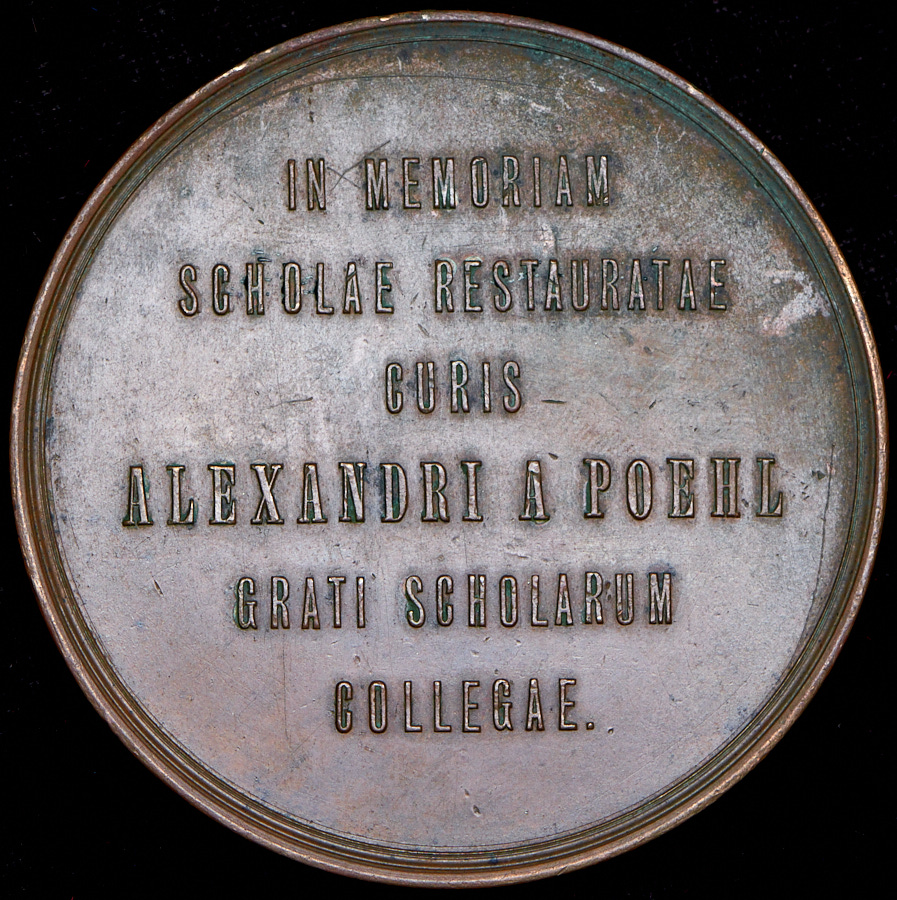 IN MEMORIAM
SCHOLAE RESTAURATAE
CURIS
ALEXANDRI A POEHL
GRATI SCHOLARUM
COLLEGAE.